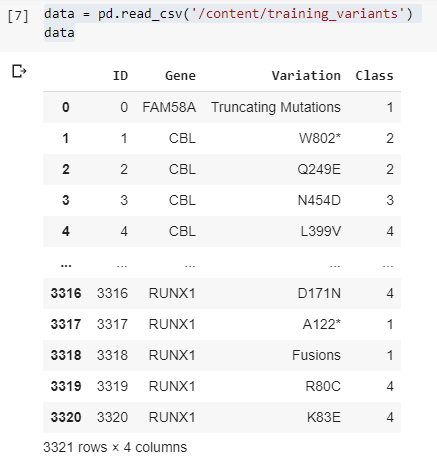 [7] data = pd.read_csv('/content/training_variants')
data
ID Gene Variation Class
0 0 FAM58A Truncating Mutations 1
1 1 CBL W802* 2
2 2 CBL Q249E 2
3 3 CBL N454D 3
4 4 CBL L399V 4
... ... ... ... ...
3316 3316 RUNX1 D171N 4
3317 3317 RUNX1 A122* 1
3318 3318 RUNX1 Fusions 1
3319 3319 RUNX1 R80C 4
3320 3320 RUNX1 K83E 4
3321 rows × 4 columns